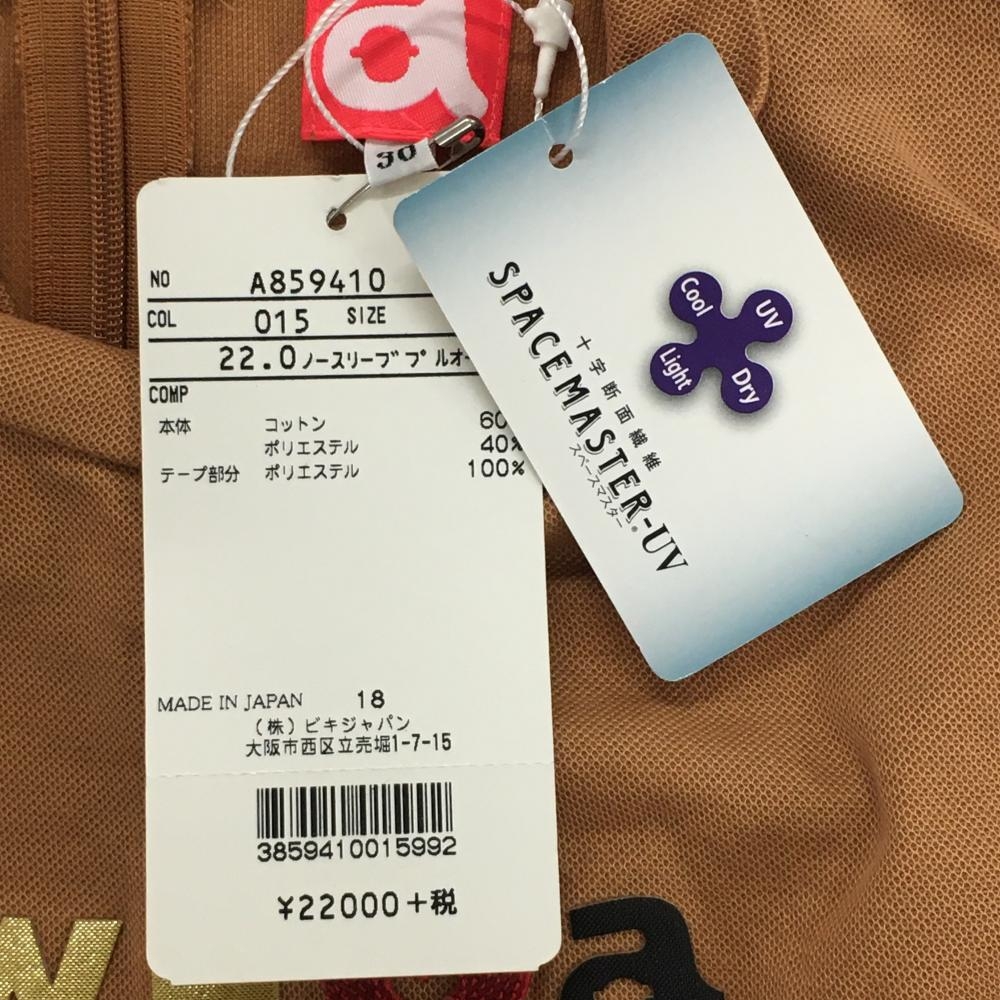 30
NO A859410
COL 015 SIZE
22.0 ノースリーブプルオー
COMP
本体 コットン 60
ポリエステル 40%
テープ部分 ポリエステル 100%
MADE IN JAPAN 18
(株)ビキジャパン
大阪市西区立売堀1-7-15
3859410015992
¥22000+税
Cool UV
Light Dry
十字断面繊維
SPACEMASTER-UV
スペースマスター
w
a